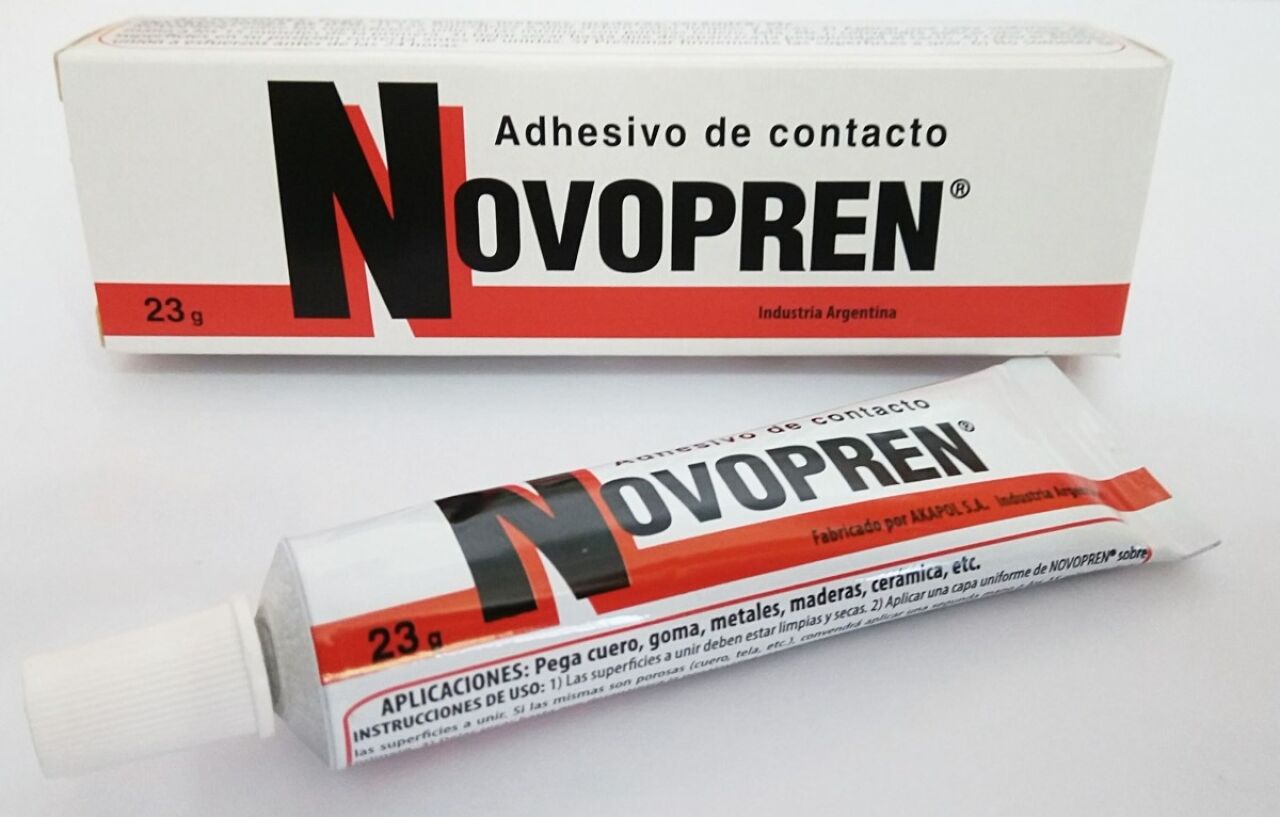 Adhesivo de contacto
NOVOPREN®
23 g
Industria Argentina
Adhesivo de contacto
NOVOPREN®
Fabricado por AKAPOL S.A. Industria
23 g
APLICACIONES: Pega cuero, goma, metales, maderas, cerámica, etc.
INSTRUCCIONES DE USO: 1) Las superficies a unir deben estar limpias y secas. 2) Aplicar una capa uniforme de NOVOPREN® sobre
las superficies a unir. Si las mismas son porosas (cuero, tela, etc.), convendrá aplicar una segunda